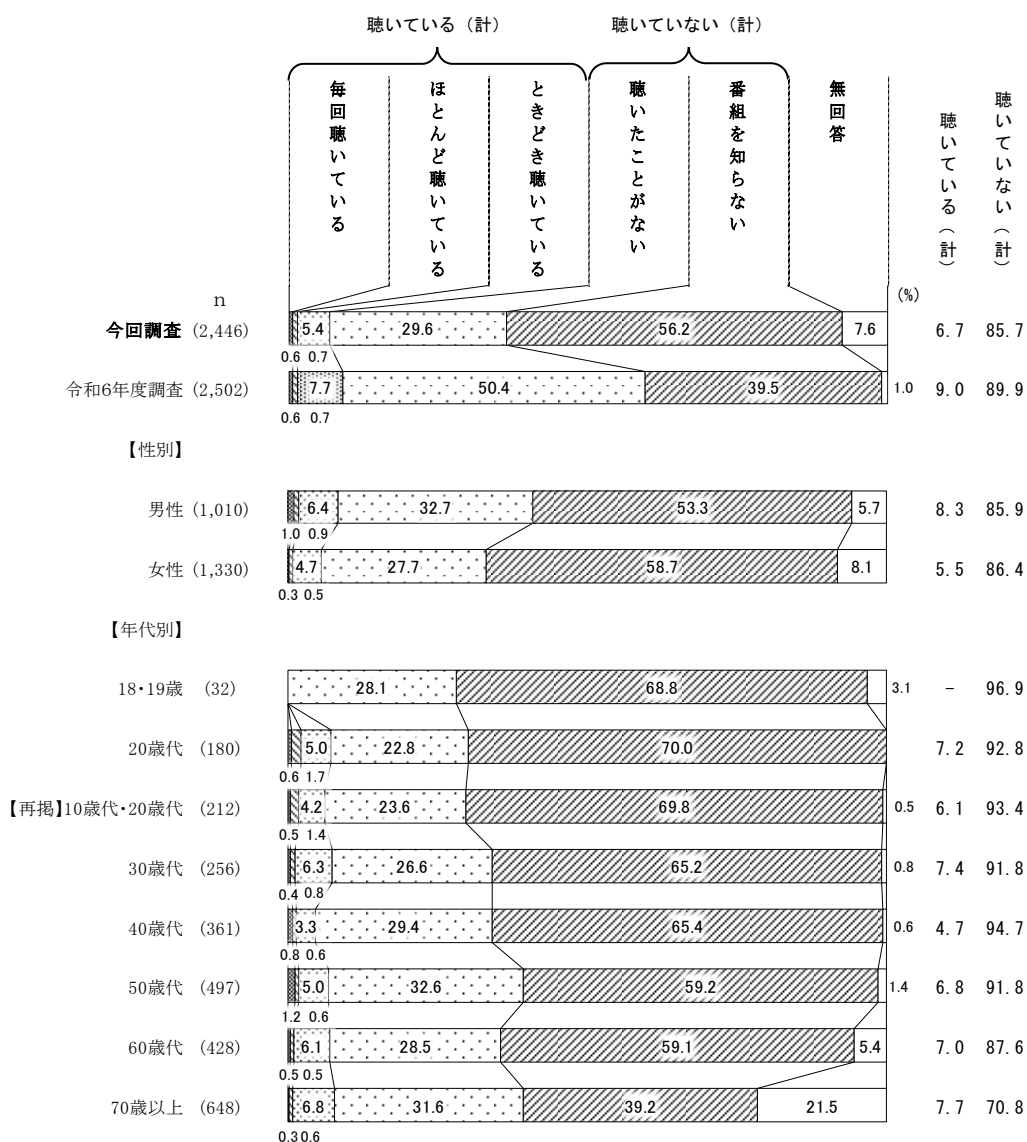 聴いている（計） 聴いていない（計）
毎回聴いている
ほとんど聴いている
ときどき聴いている
聴いたことがない
番組を知らない
無回答
聴いている（計）
聴いていない（計）
n (%)
今回調査 (2,446) 5.4 29.6 56.2 7.6 6.7 85.7
0.6 0.7
令和6年度調査 (2,502) 7.7 50.4 39.5 1.0 9.0 89.9
0.6 0.7
【性別】
男性 (1,010) 6.4 32.7 53.3 5.7 8.3 85.9
1.0 0.9
女性 (1,330) 4.7 27.7 58.7 8.1 5.5 86.4
0.3 0.5
【年代別】
18・19歳 (32) 28.1 68.8 3.1 － 96.9
20歳代 (180) 5.0 22.8 70.0 7.2 92.8
0.6 1.7
【再掲】10歳代・20歳代 (212) 4.2 23.6 69.8 0.5 6.1 93.4
0.5 1.4
30歳代 (256) 6.3 26.6 65.2 0.8 7.4 91.8
0.4 0.8
40歳代 (361) 3.3 29.4 65.4 0.6 4.7 94.7
0.8 0.6
50歳代 (497) 5.0 32.6 59.2 1.4 6.8 91.8
1.2 0.6
60歳代 (428) 6.1 28.5 59.1 5.4 7.0 87.6
0.5 0.5
70歳以上 (648) 6.8 31.6 39.2 21.5 7.7 70.8
0.3 0.6